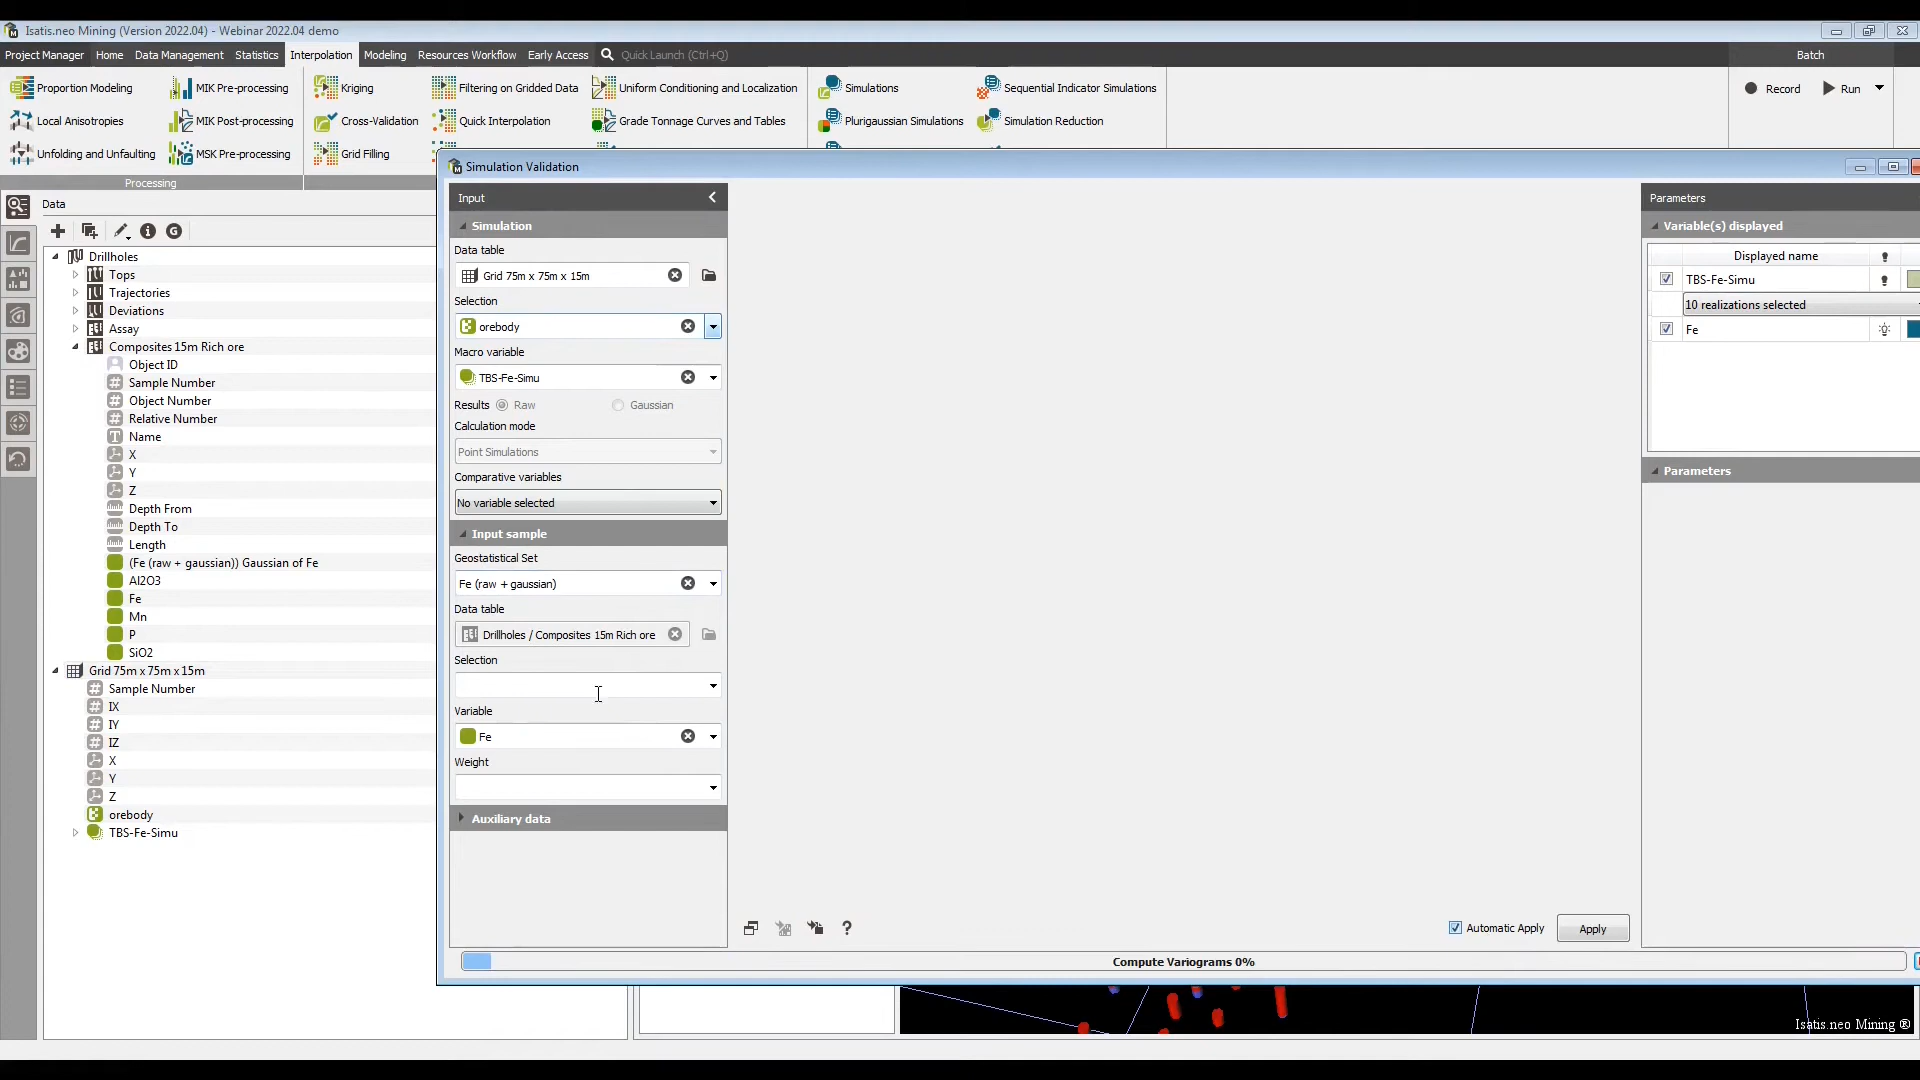 Isatis.neo Mining (Version 2022.04) - Webinar 2022.04 demo
Project Manager Home Data Management Statistics Interpolation Modeling Resources Workflow Early Access Quick Launch (Ctrl+Q) Batch
Proportion Modeling MIK Pre-processing Kriging Filtering on Gridded Data Uniform Conditioning and Localization Simulations Sequential Indicator Simulations Record Run
Local Anisotropies MIK Post-processing Cross-Validation Quick Interpolation Grade Tonnage Curves and Tables Plurigaussian Simulations Simulation Reduction
Unfolding and Unfaulting MSK Pre-processing Grid Filling
Processing
Data
Drillholes
Tops
Trajectories
Deviations
Assay
Composites 15m Rich ore
Object ID
Sample Number
Object Number
Relative Number
Name
X
Y
Z
Depth From
Depth To
Length
(Fe (raw + gaussian)) Gaussian of Fe
Al2O3
Fe
Mn
P
SiO2
Grid 75m x 75m x 15m
Sample Number
IX
IY
IZ
X
Y
Z
orebody
TBS-Fe-Simu
Simulation Validation
Input
Simulation
Data table
Grid 75m x 75m x 15m
Selection
orebody
Macro variable
TBS-Fe-Simu
Results Raw Gaussian
Calculation mode
Point Simulations
Comparative variables
No variable selected
Input sample
Geostatistical Set
Fe (raw + gaussian)
Data table
Drillholes / Composites 15m Rich ore
Selection
Variable
Fe
Weight
Auxiliary data
Parameters
Variable(s) displayed
Displayed name
TBS-Fe-Simu
10 realizations selected
Fe
Parameters
Automatic Apply Apply
Compute Variograms 0%
Isatis.neo Mining ®